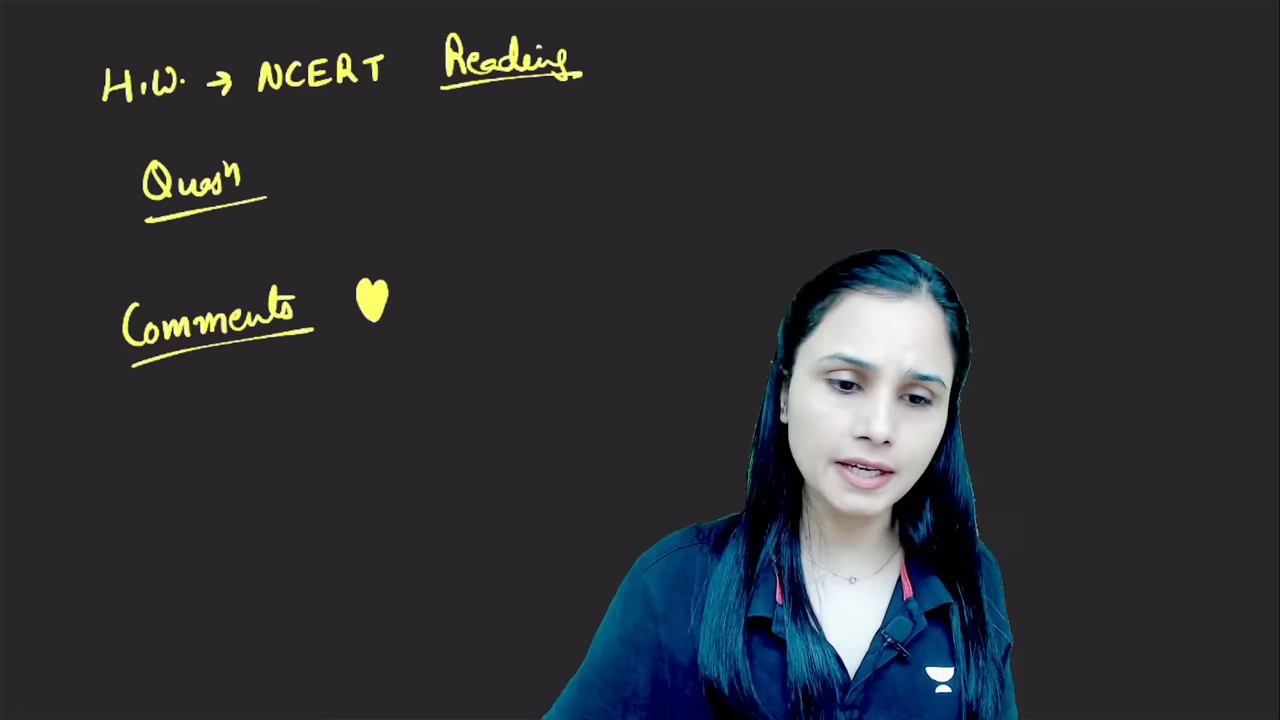 H.W. → NCERT Reading
Quesn
Comments ♥